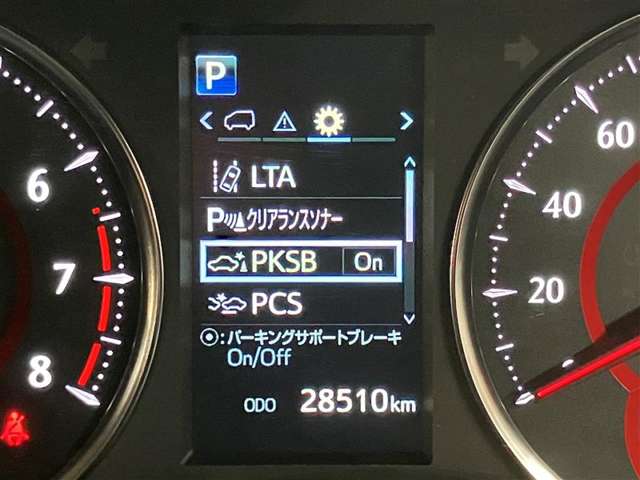 P
LTA
P クリアランスソナー
PKSB On
PCS
:パーキングサポートブレーキ
On/Off
ODO 28510km
6
7
8
60
40
20